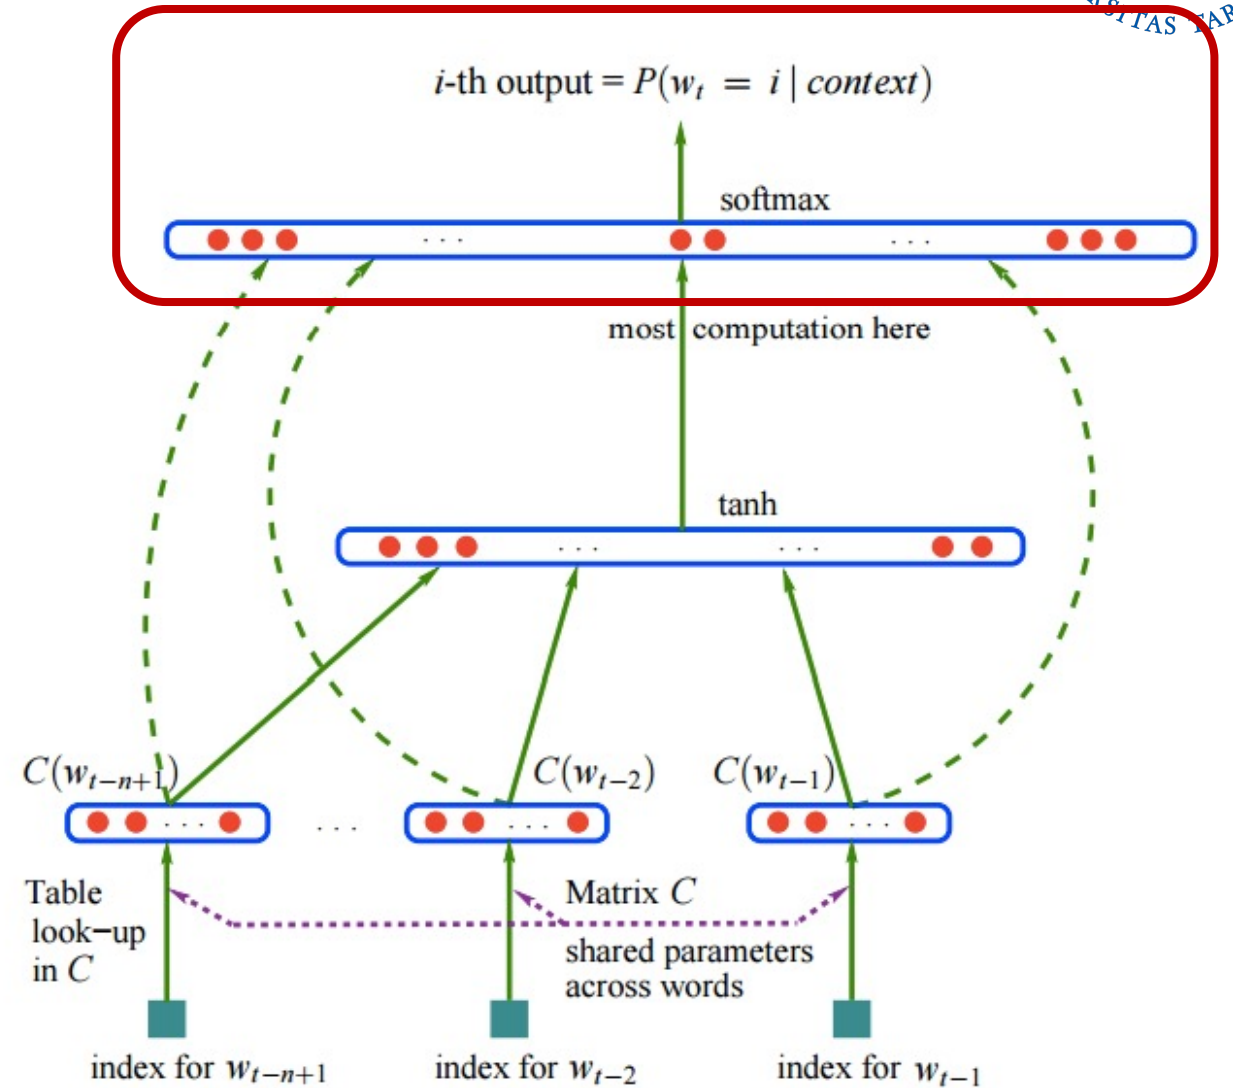 i-th output = P(w_t = i | context)
softmax
. . .
. . .
most computation here
tanh
. . .
. . .
C(w_{t−n+1})
C(w_{t−2})
C(w_{t−1})
. . .
. . .
. . .
. . .
Table
look−up
in C
Matrix C
shared parameters
across words
index for w_{t−n+1}
index for w_{t−2}
index for w_{t−1}